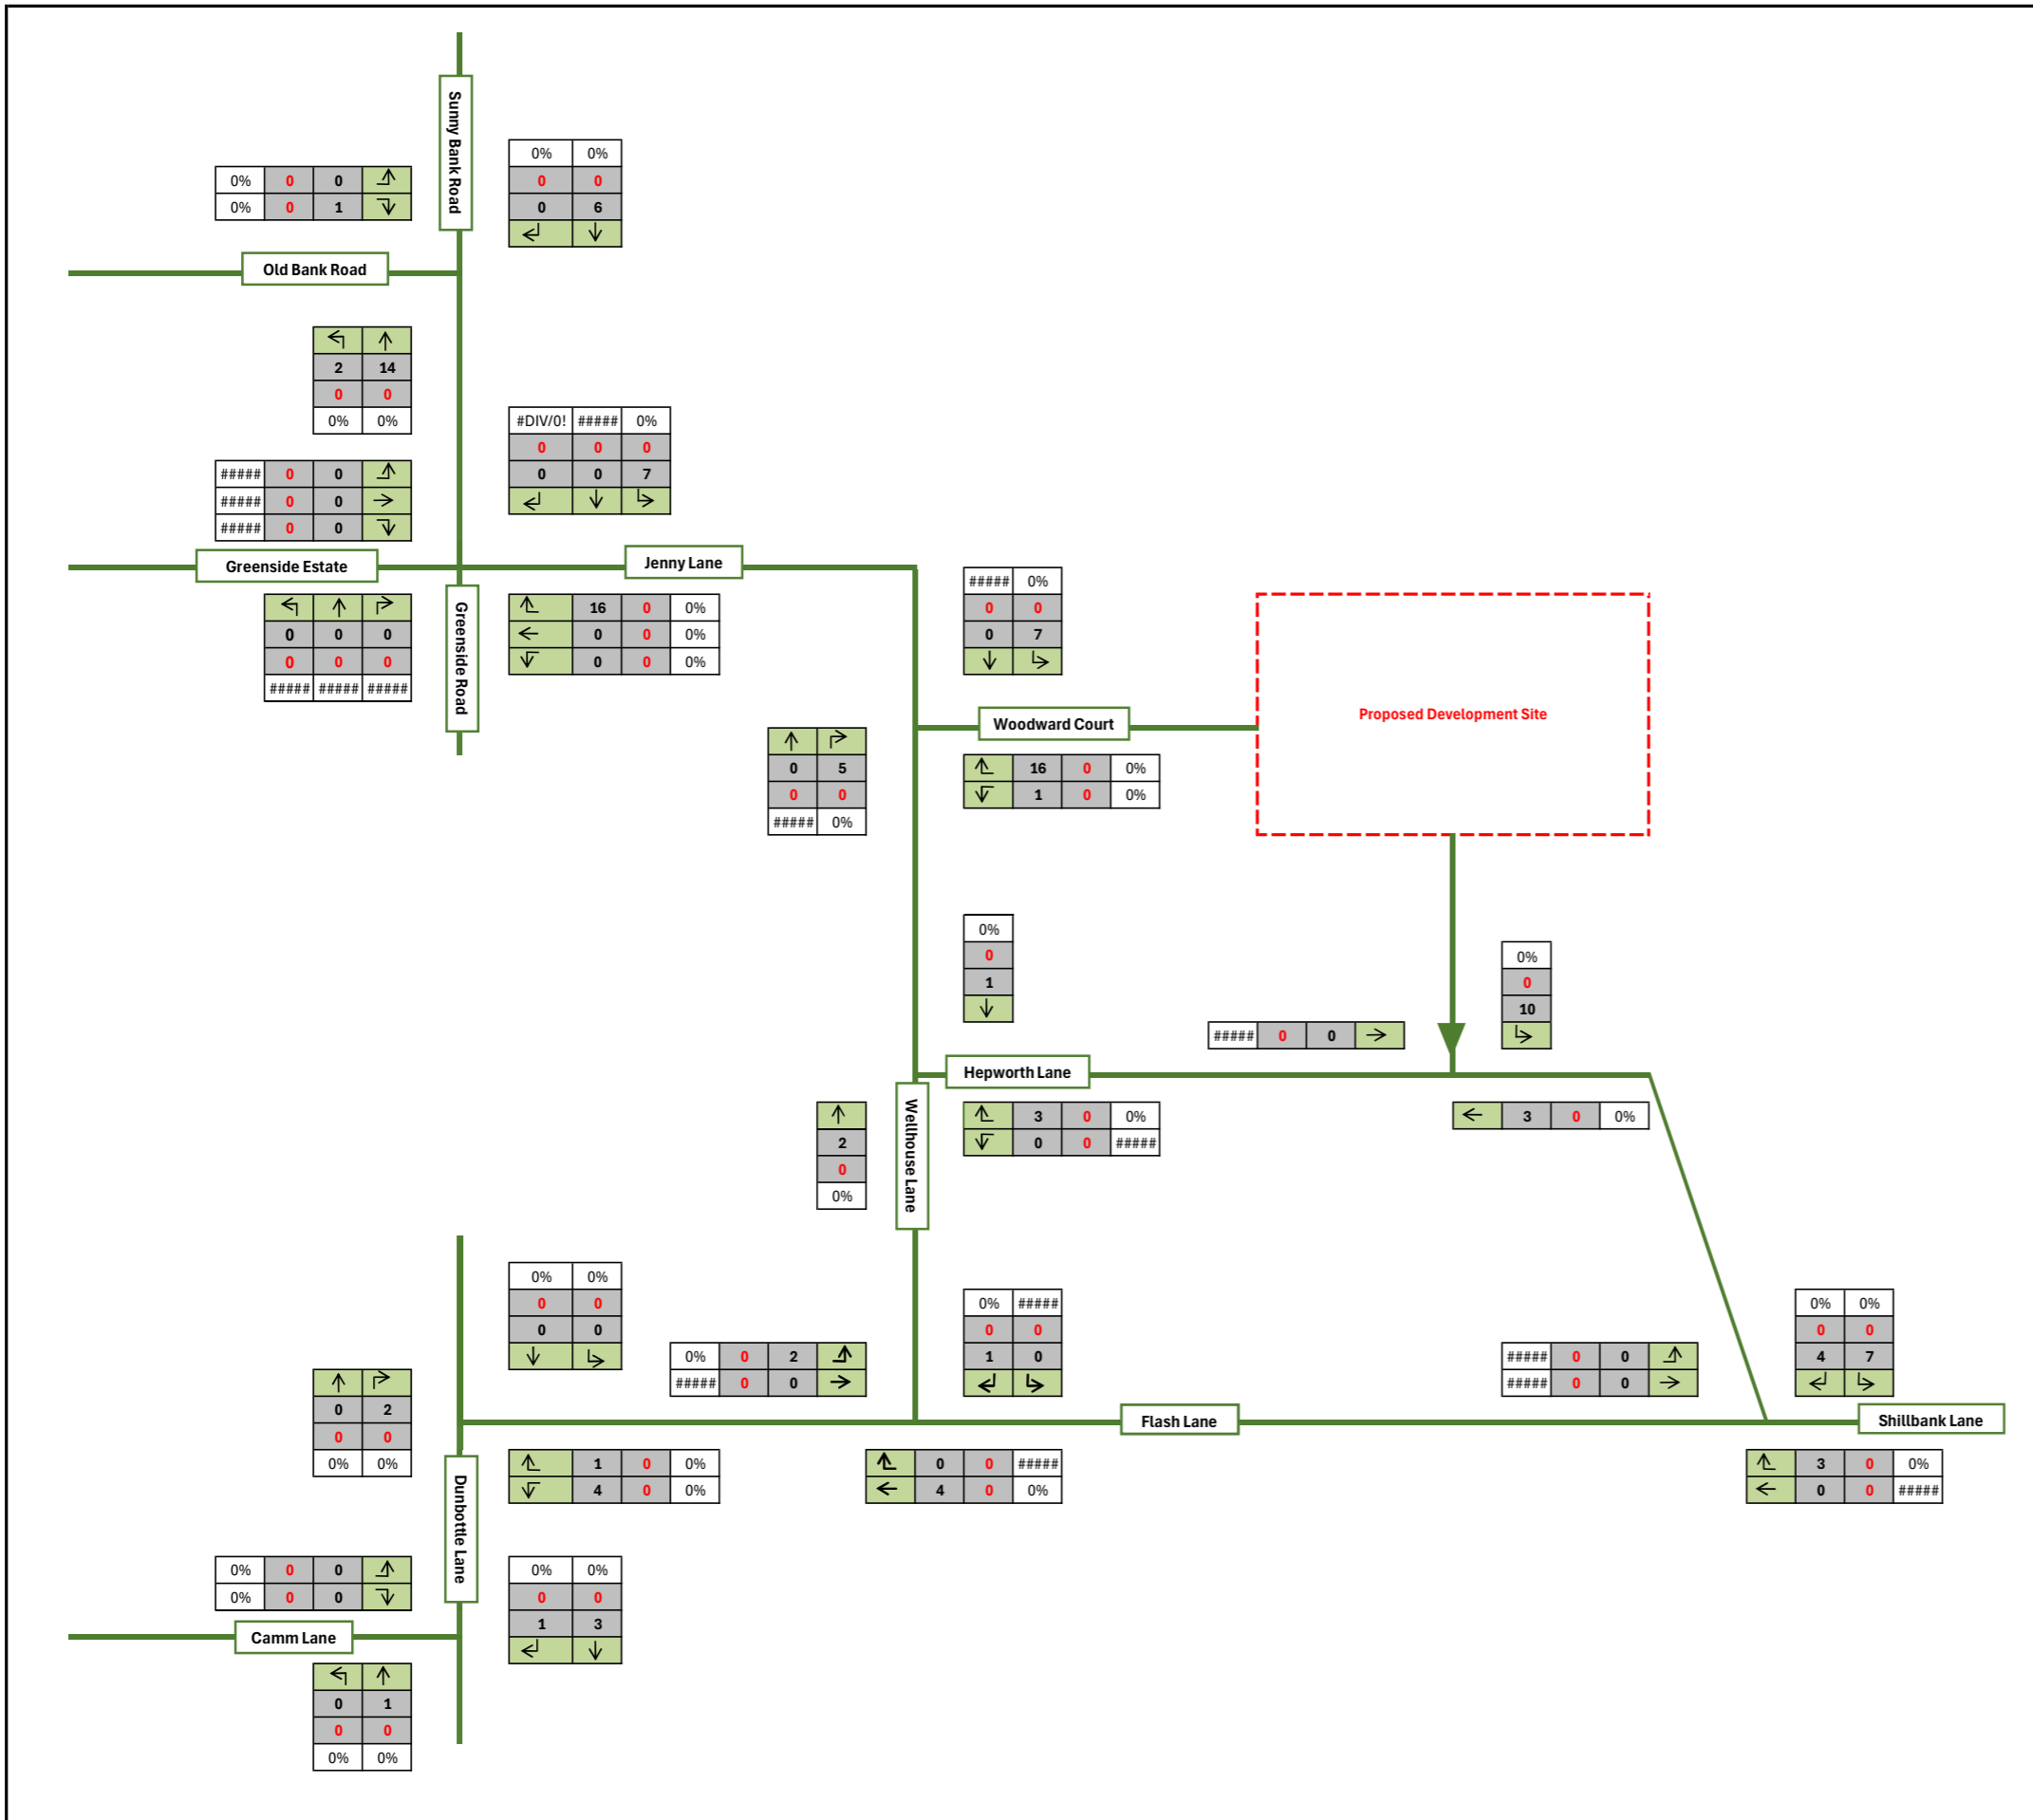 Sunny Bank Road
0% 0%
0 0
0 6
0% 0 0
0% 0 1
Old Bank Road
2 14
0 0
0% 0%
#DIV/0! ##### 0%
0 0 0
0 0 7
##### 0 0
##### 0 0
##### 0 0
Greenside Estate
Jenny Lane
Greenside Road
0 0 0
0 0 0
##### ##### #####
16 0 0%
0 0 0%
0 0 0%
##### 0%
0 0
0 7
Proposed Development Site
Woodward Court
0 5
0 0
##### 0%
16 0 0%
1 0 0%
0%
0
1
0%
0
10
##### 0 0
Hepworth Lane
Wellhouse Lane
2
0
0%
3 0 0%
0 0 #####
3 0 0%
0% 0%
0 0
0 0
0% 0 2
##### 0 0
0% #####
0 0
1 0
##### 0 0
##### 0 0
0% 0%
0 0
4 7
0 2
0 0
0% 0%
Flash Lane
Shillbank Lane
Dunbottle Lane
1 0 0%
4 0 0%
0 0 #####
4 0 0%
3 0 0%
0 0 #####
0% 0 0
0% 0 0
0% 0%
0 0
1 3
Camm Lane
0 1
0 0
0% 0%